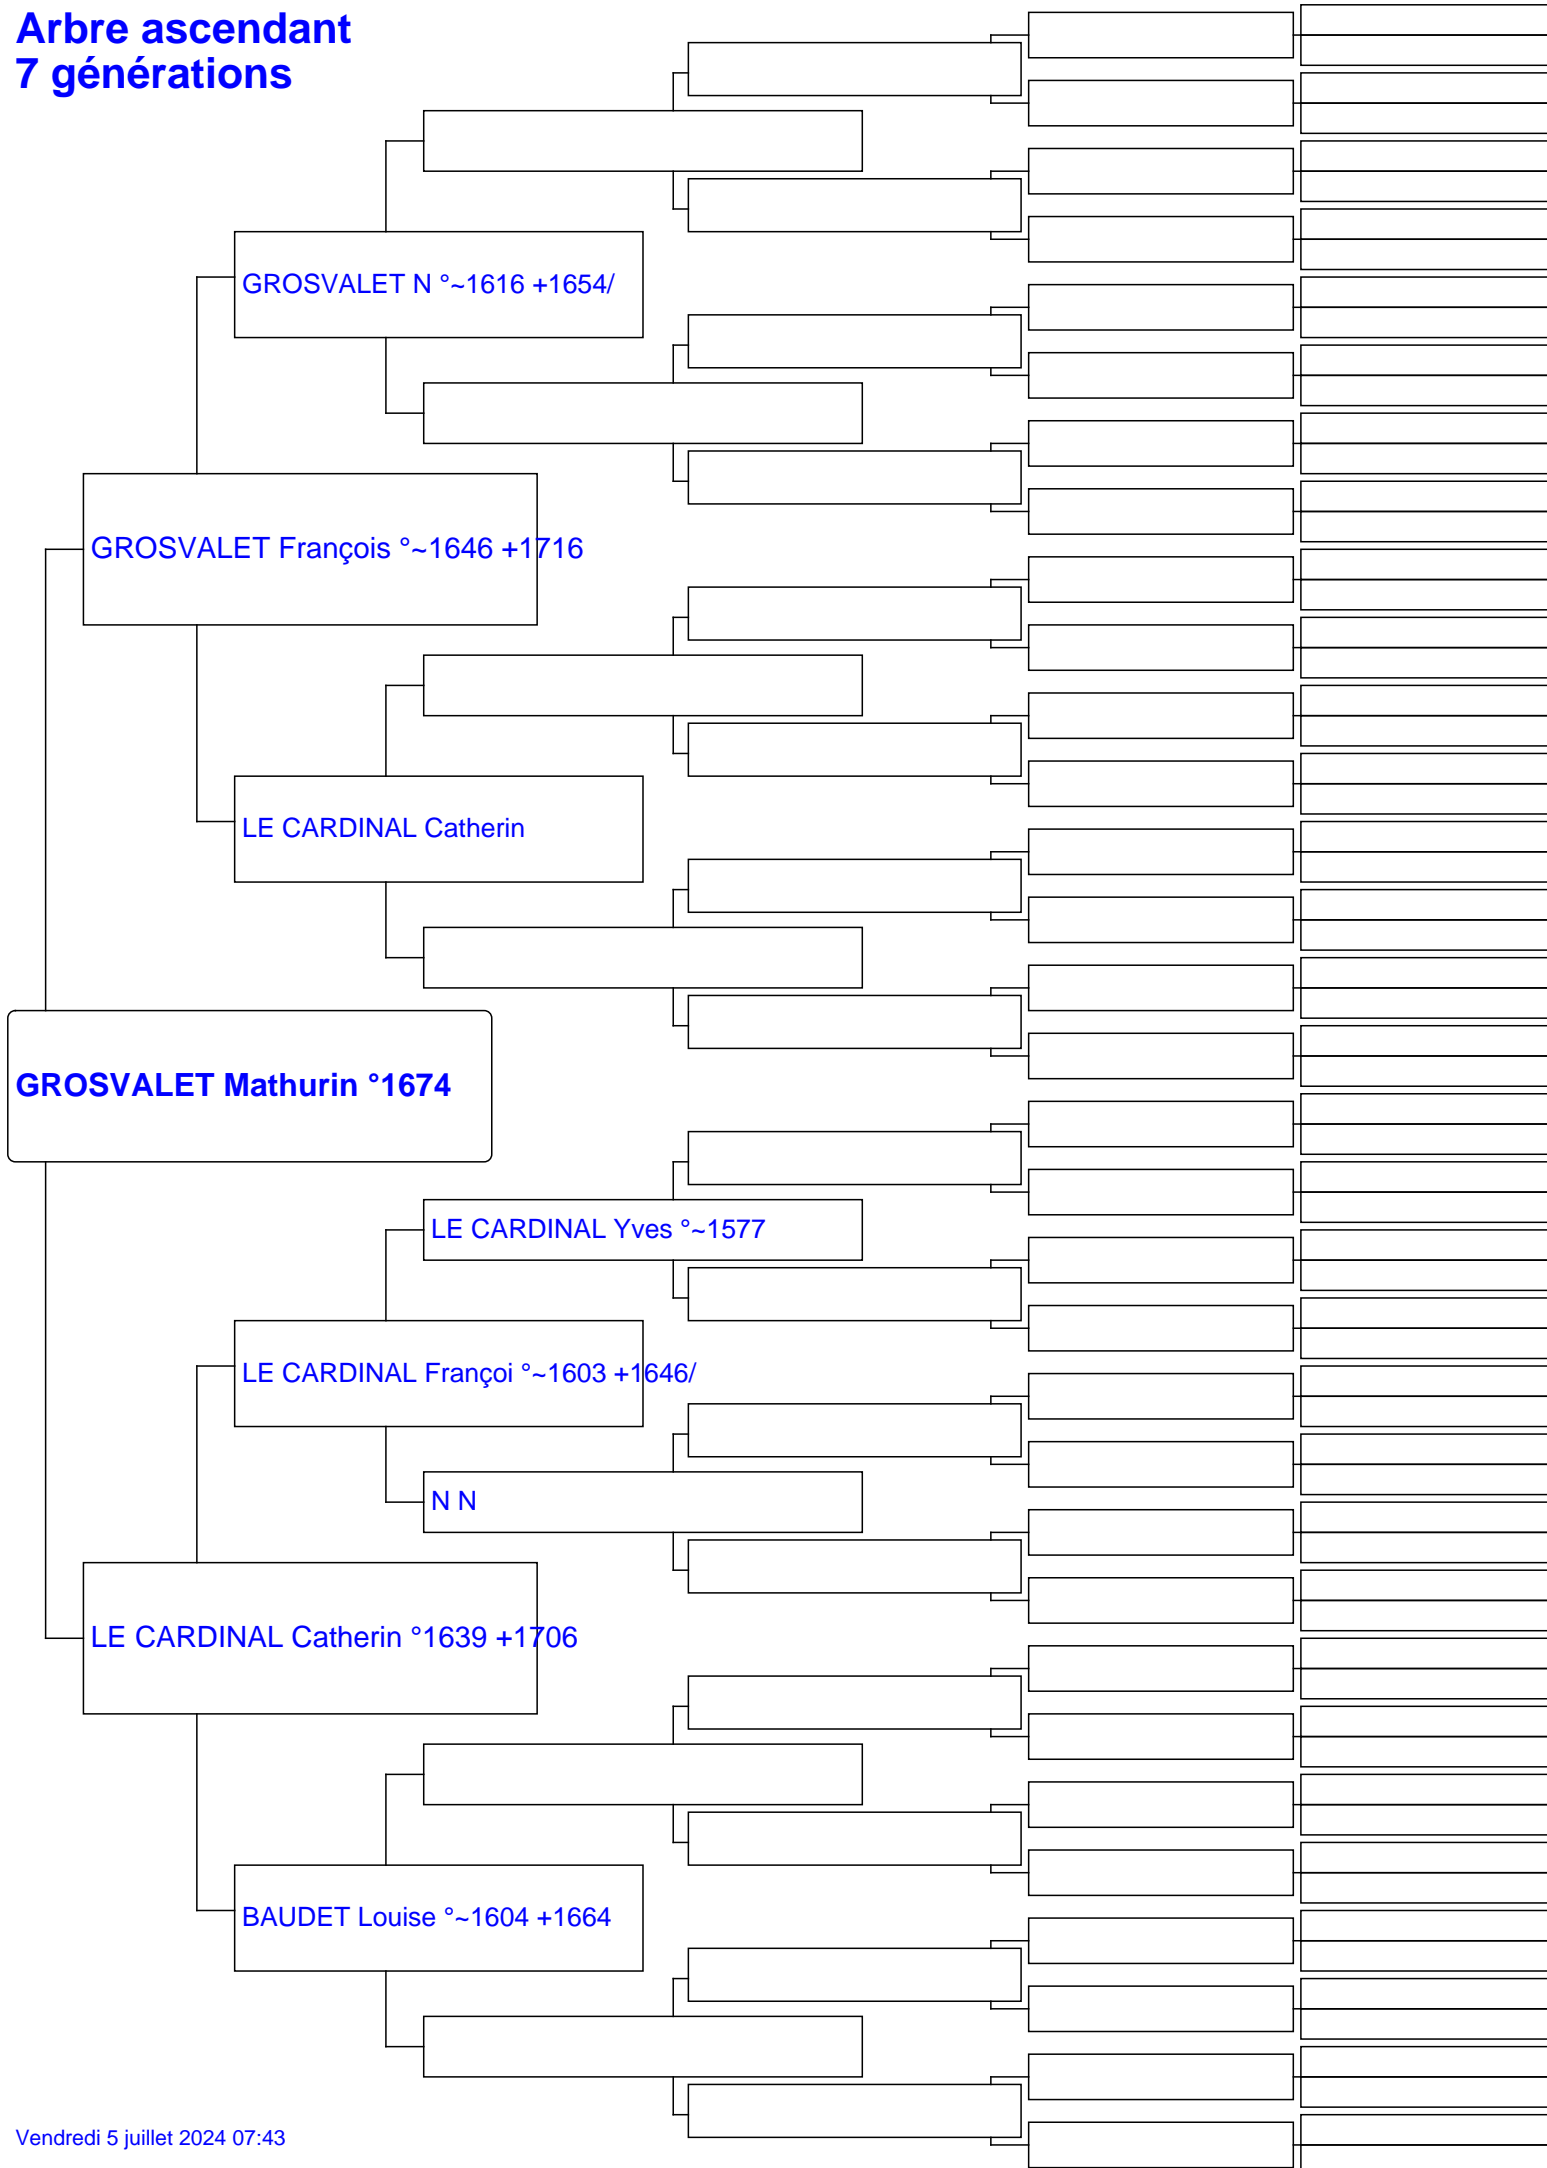 Arbre ascendant
7 générations
GROSVALET N °~1616 +1654/
GROSVALET François °~1646 +1716
LE CARDINAL Catherin
GROSVALET Mathurin °1674
LE CARDINAL Yves °~1577
LE CARDINAL Françoi °~1603 +1646/
N N
LE CARDINAL Catherin °1639 +1706
BAUDET Louise °~1604 +1664
Vendredi 5 juillet 2024 07:43